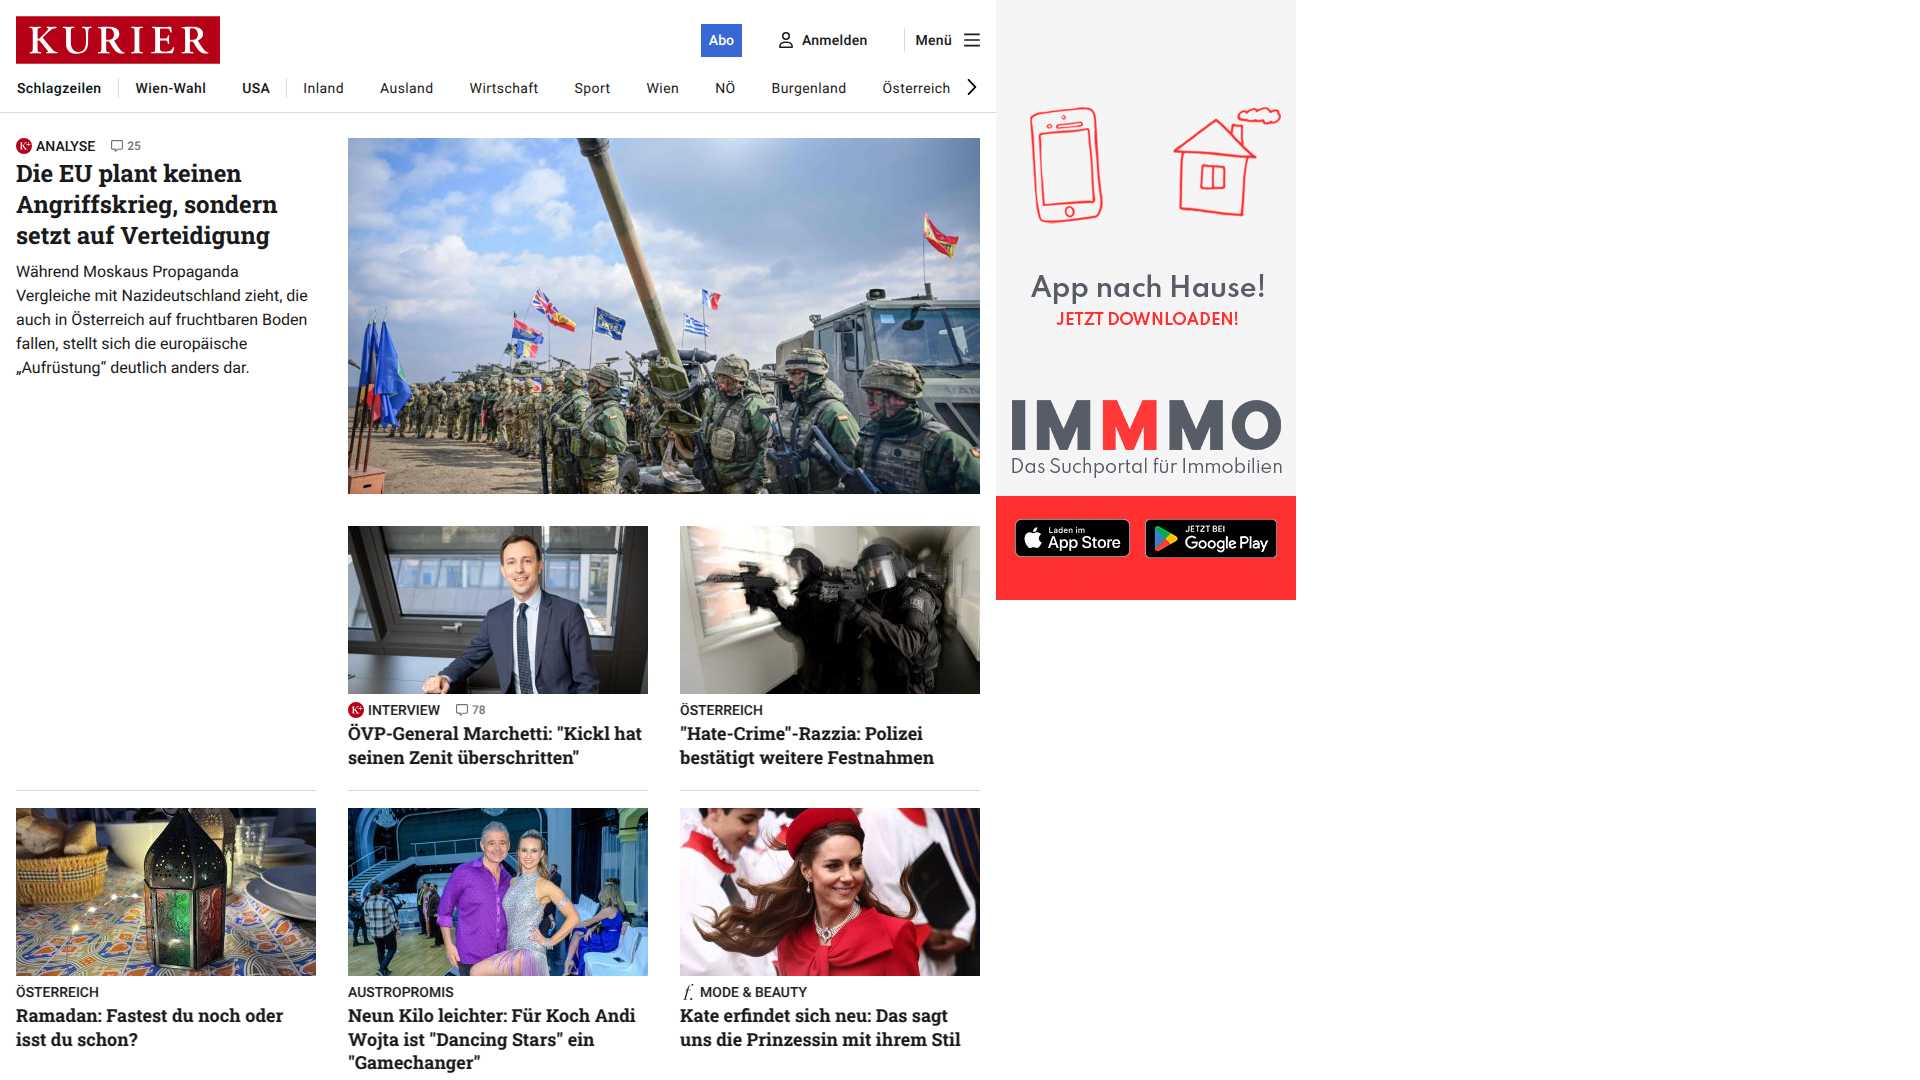 KURIER
Abo
Anmelden
Menü
Schlagzeilen
Wien-Wahl
USA
Inland
Ausland
Wirtschaft
Sport
Wien
NÖ
Burgenland
Österreich
ANALYSE 25
Die EU plant keinen
Angriffskrieg, sondern
setzt auf Verteidigung
Während Moskaus Propaganda
Vergleiche mit Nazideutschland zieht, die
auch in Österreich auf fruchtbaren Boden
fallen, stellt sich die europäische
„Aufrüstung“ deutlich anders dar.
INTERVIEW 78
ÖVP-General Marchetti: "Kickl hat
seinen Zenit überschritten"
ÖSTERREICH
"Hate-Crime"-Razzia: Polizei
bestätigt weitere Festnahmen
ÖSTERREICH
Ramadan: Fastest du noch oder
isst du schon?
AUSTROPROMIS
Neun Kilo leichter: Für Koch Andi
Wojta ist "Dancing Stars" ein
"Gamechanger"
f. MODE & BEAUTY
Kate erfindet sich neu: Das sagt
uns die Prinzessin mit ihrem Stil
App nach Hause!
JETZT DOWNLOADEN!
IMMMO
Das Suchportal für Immobilien
Laden im
App Store
JETZT BEI
Google Play